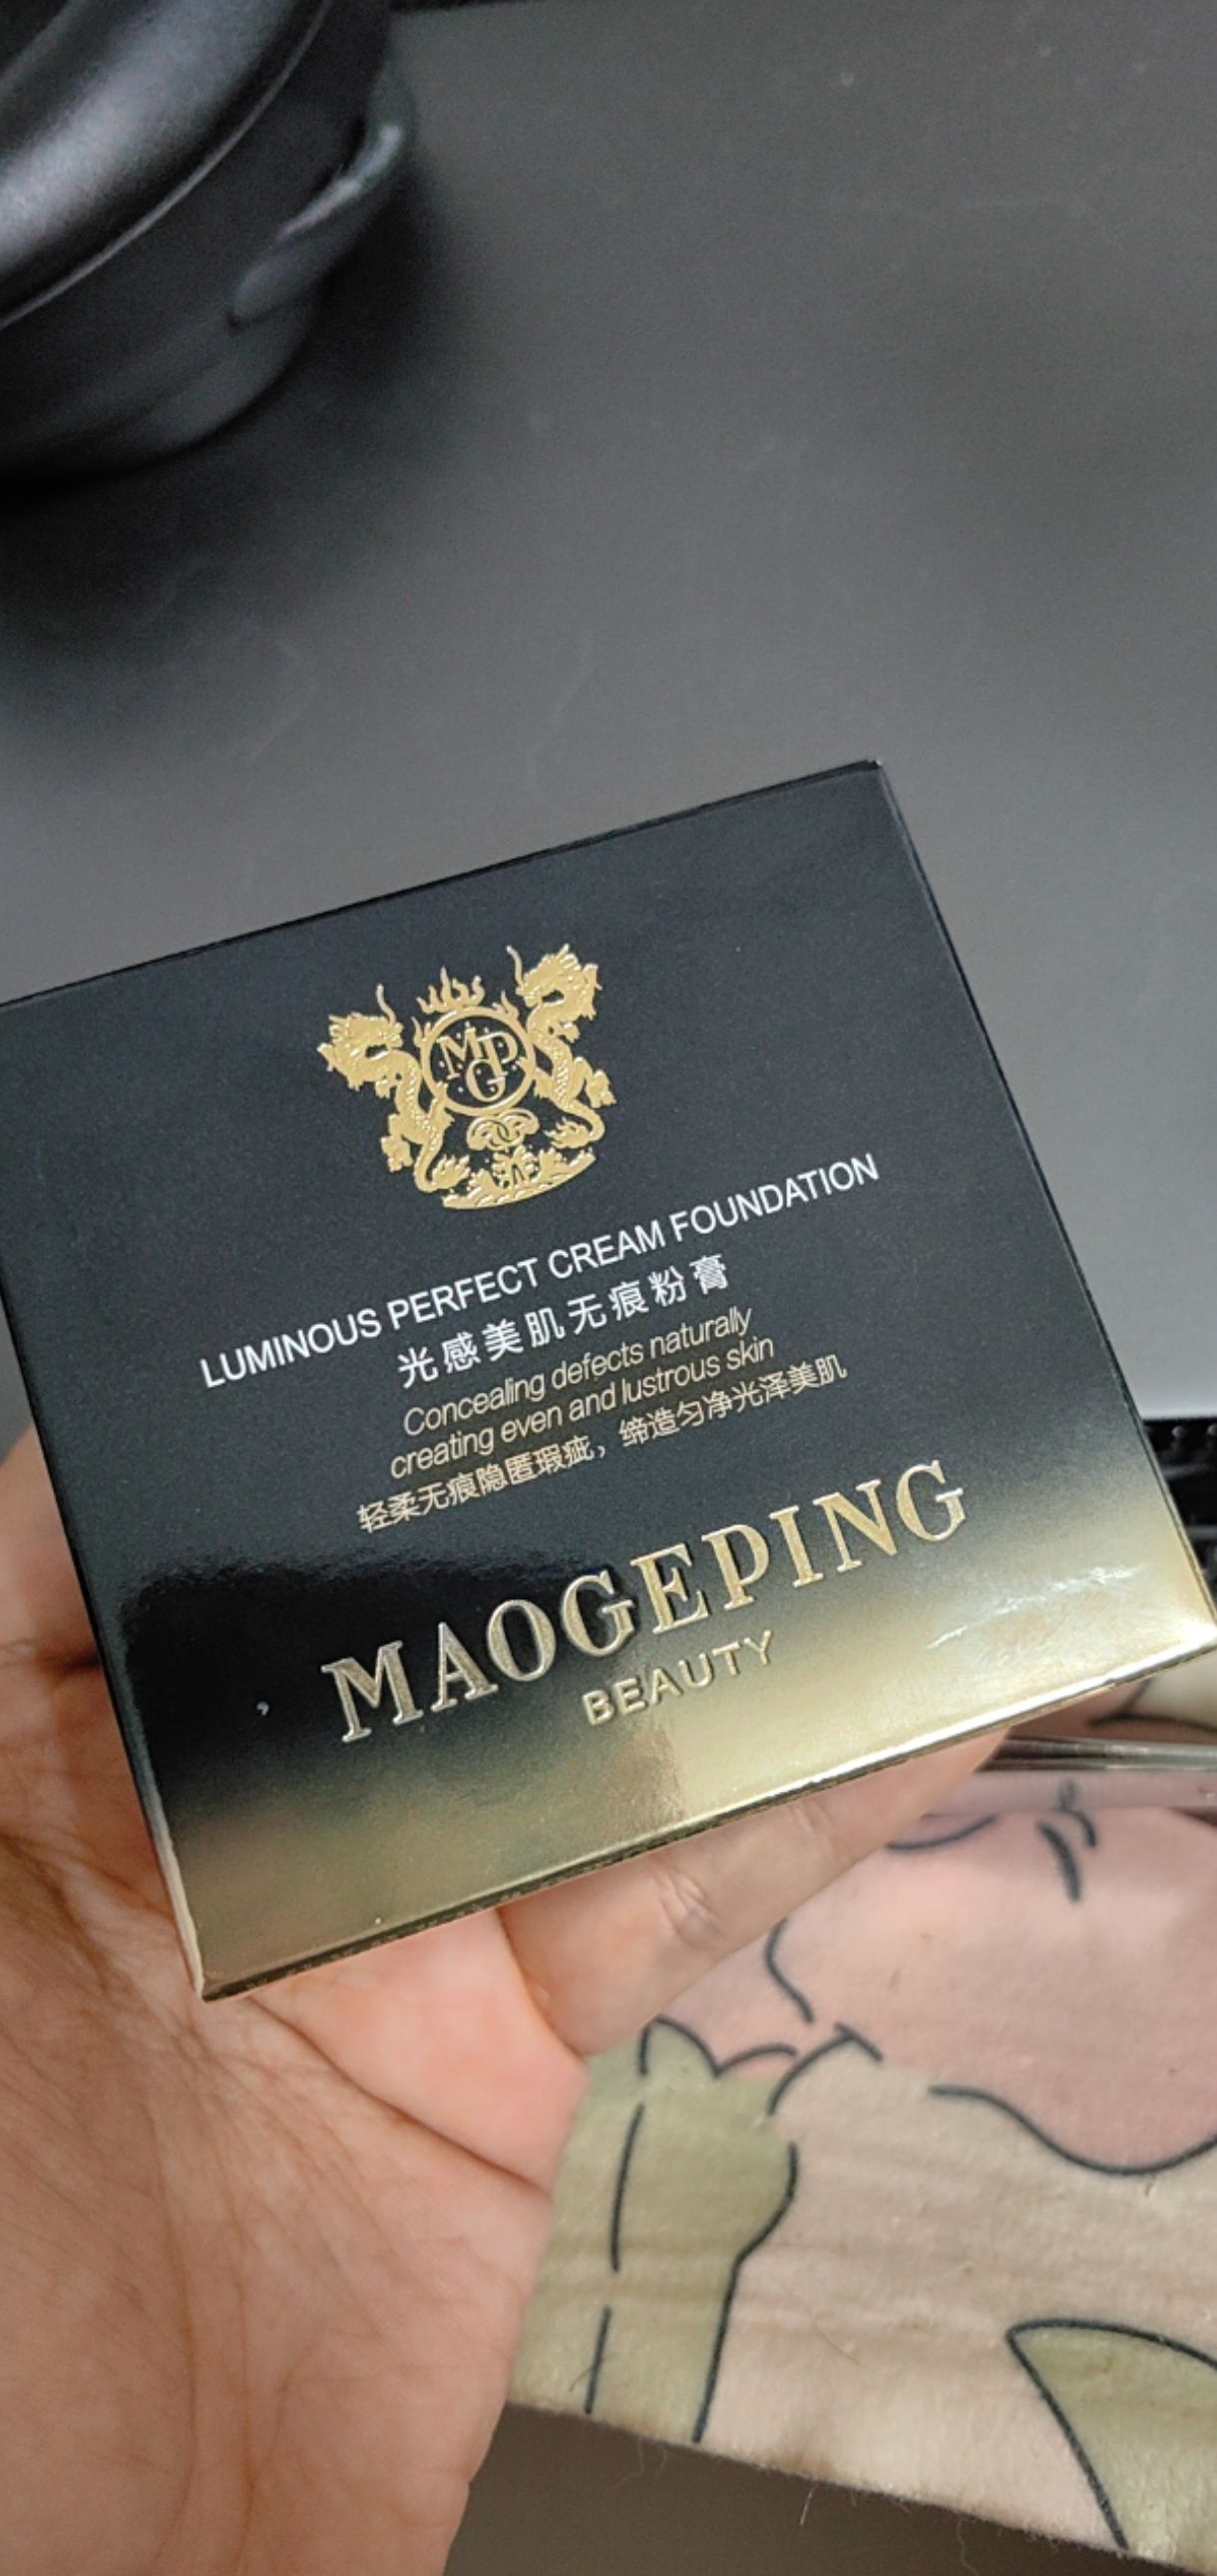 MGP
LUMINOUS PERFECT CREAM FOUNDATION
光感美肌无痕粉膏
Concealing defects naturally
creating even and lustrous skin
轻柔无痕隐匿瑕疵，缔造匀净光泽美肌
MAOGEPING
BEAUTY